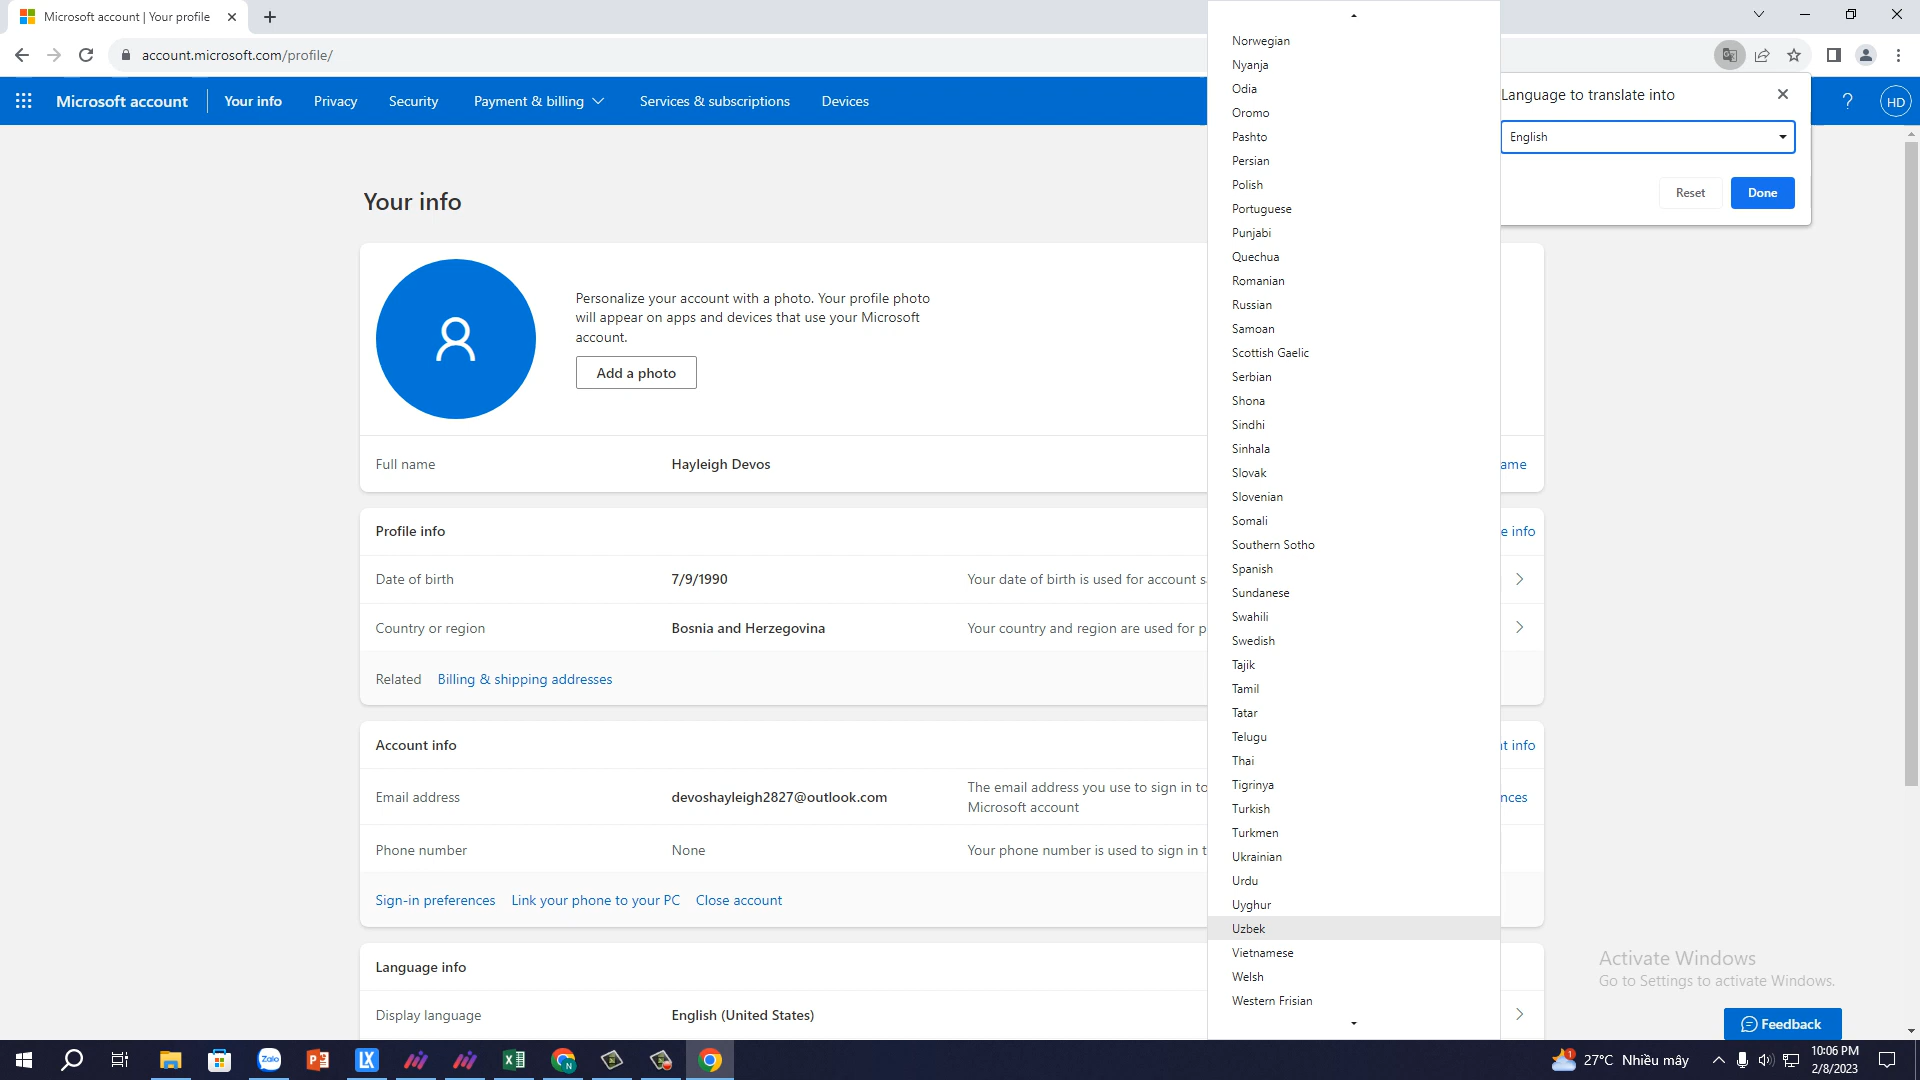 Microsoft account | Your profile
account.microsoft.com/profile/
Microsoft account
Your info
Privacy
Security
Payment & billing
Services & subscriptions
Devices
?
HD
Language to translate into
English
Reset
Done
Your info
Personalize your account with a photo. Your profile photo
will appear on apps and devices that use your Microsoft
account.
Add a photo
Full name
Hayleigh Devos
ame
Profile info
e info
Date of birth
7/9/1990
Your date of birth is used for account s
Country or region
Bosnia and Herzegovina
Your country and region are used for p
Related
Billing & shipping addresses
Account info
nt info
Email address
devoshayleigh2827@outlook.com
The email address you use to sign in to
Microsoft account
nces
Phone number
None
Your phone number is used to sign in t
Sign-in preferences
Link your phone to your PC
Close account
Language info
Display language
English (United States)
Norwegian
Nyanja
Odia
Oromo
Pashto
Persian
Polish
Portuguese
Punjabi
Quechua
Romanian
Russian
Samoan
Scottish Gaelic
Serbian
Shona
Sindhi
Sinhala
Slovak
Slovenian
Somali
Southern Sotho
Spanish
Sundanese
Swahili
Swedish
Tajik
Tamil
Tatar
Telugu
Thai
Tigrinya
Turkish
Turkmen
Ukrainian
Urdu
Uyghur
Uzbek
Vietnamese
Welsh
Western Frisian
Activate Windows
Go to Settings to activate Windows.
Feedback
Zalo
LX
N
1
27°C Nhiều mây
10:06 PM
2/8/2023